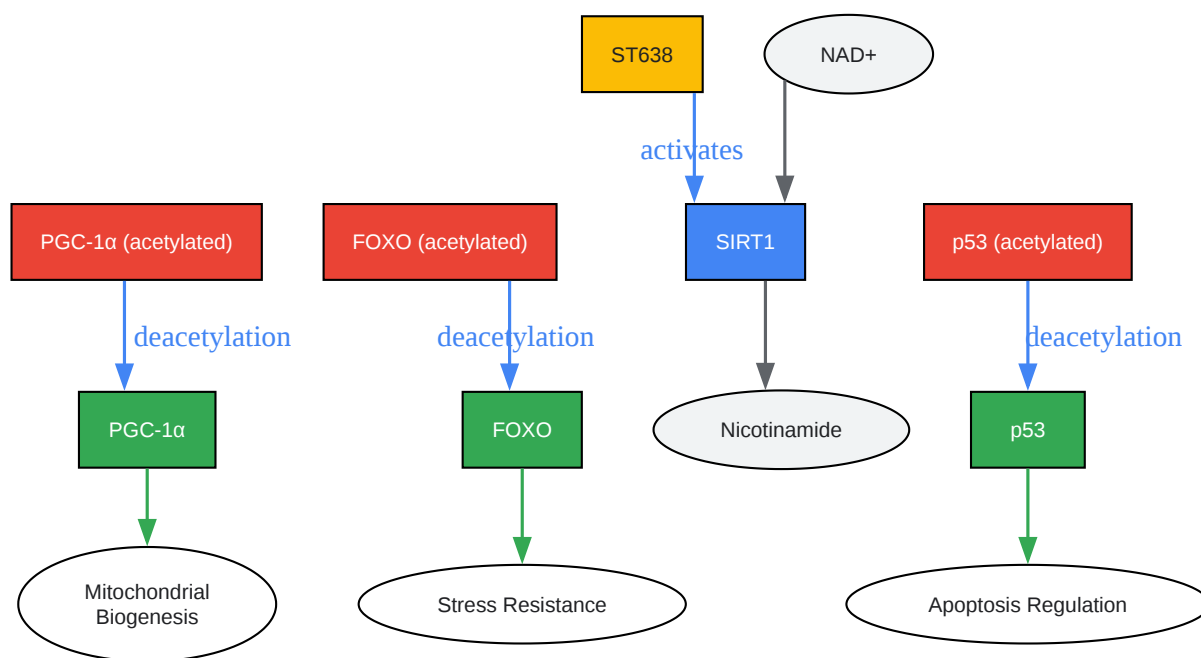 ST638
NAD+
activates
PGC-1α (acetylated)
FOXO (acetylated)
SIRT1
p53 (acetylated)
deacetylation
deacetylation
deacetylation
PGC-1α
FOXO
Nicotinamide
p53
Mitochondrial
Biogenesis
Stress Resistance
Apoptosis Regulation